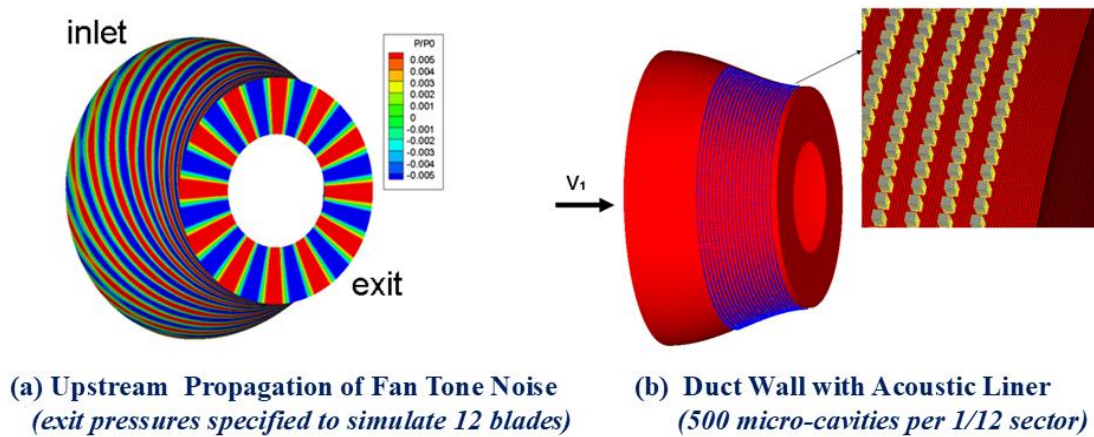 inlet
P/P0
0.005
0.004
0.003
0.002
0.001
0
-0.001
-0.002
-0.003
-0.004
-0.005
exit
V₁
(a) Upstream Propagation of Fan Tone Noise
(exit pressures specified to simulate 12 blades)
(b) Duct Wall with Acoustic Liner
(500 micro-cavities per 1/12 sector)